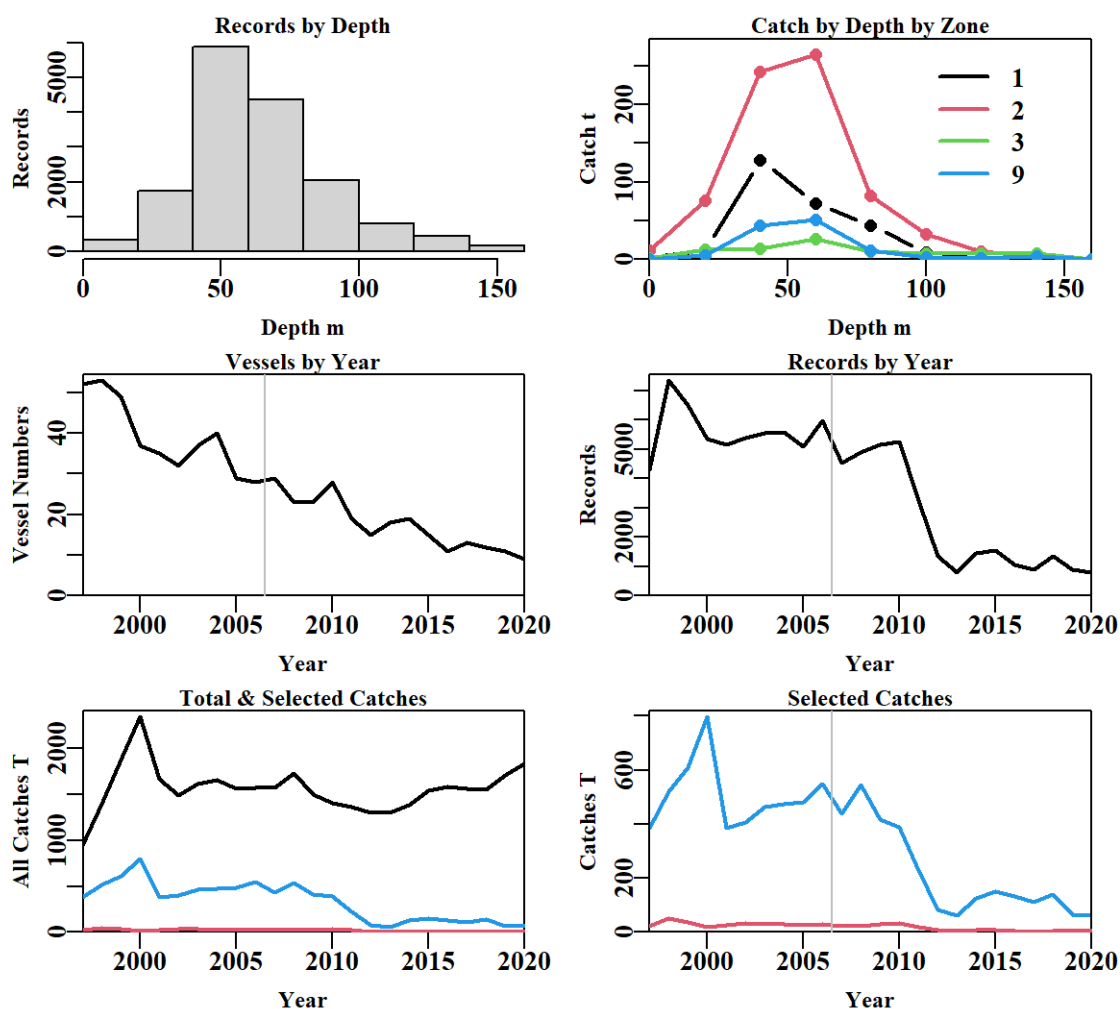 Records by Depth
Records
0 2000 5000
0 50 100 150
Depth m
Catch by Depth by Zone
Catch t
0 100 200
1
2
3
9
0 50 100 150
Depth m
Vessels by Year
Vessel Numbers
0 20 40
2000 2005 2010 2015 2020
Year
Records by Year
Records
0 2000 5000
2000 2005 2010 2015 2020
Year
Total & Selected Catches
All Catches T
0 1000 2000
2000 2005 2010 2015 2020
Year
Selected Catches
Catches T
0 200 600
2000 2005 2010 2015 2020
Year